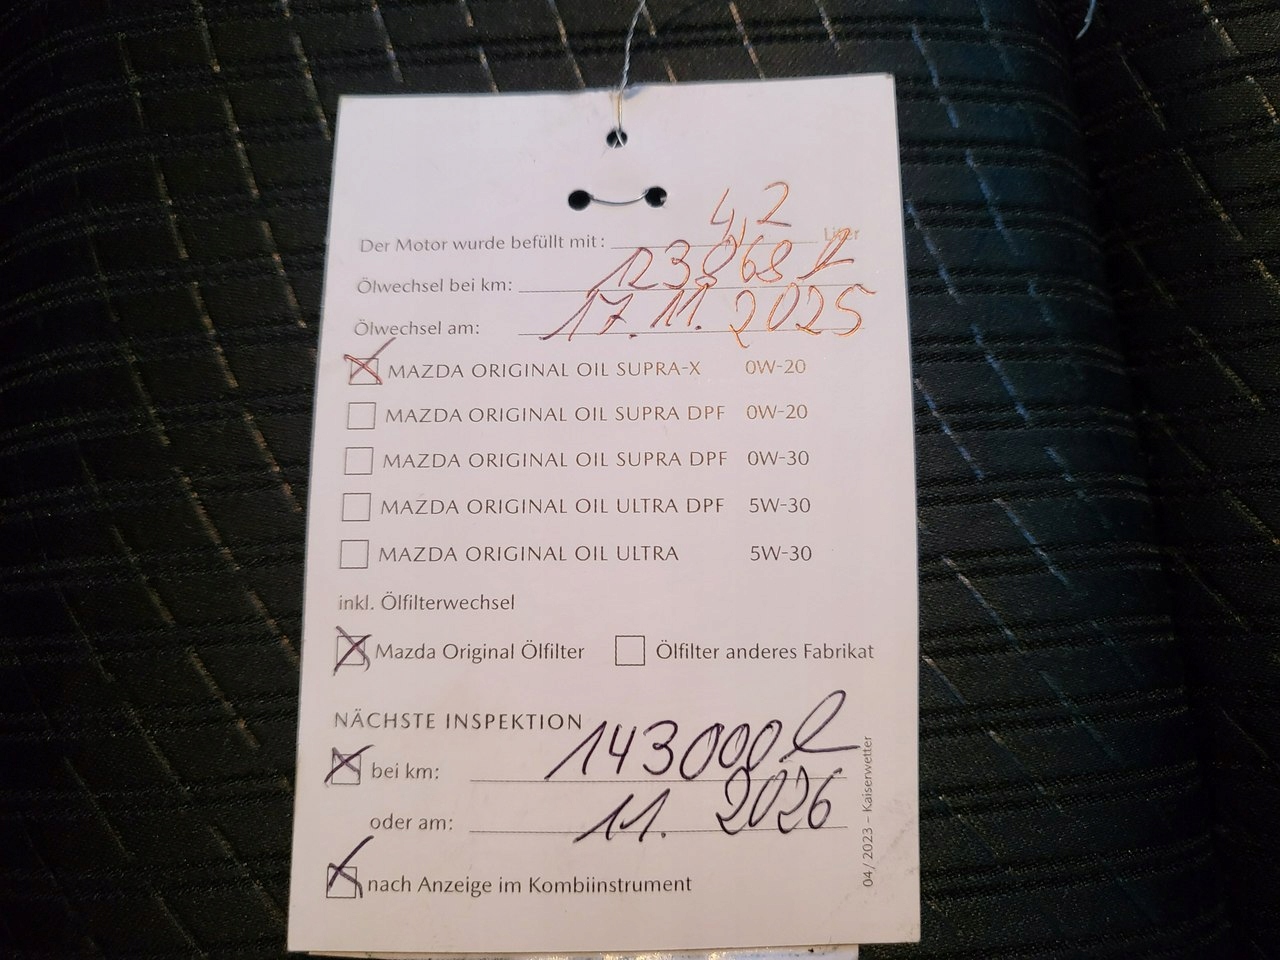 Der Motor wurde befüllt mit: 4,2 Liter
Ölwechsel bei km: 123868
Ölwechsel am: 17.11.2025
MAZDA ORIGINAL OIL SUPRA-X 0W-20
MAZDA ORIGINAL OIL SUPRA DPF 0W-20
MAZDA ORIGINAL OIL SUPRA DPF 0W-30
MAZDA ORIGINAL OIL ULTRA DPF 5W-30
MAZDA ORIGINAL OIL ULTRA 5W-30
inkl. Ölfilterwechsel
Mazda Original Ölfilter Ölfilter anderes Fabrikat
NÄCHSTE INSPEKTION
bei km: 143000
oder am: 11. 2026
nach Anzeige im Kombiinstrument
04/2023 – Kaiserwetter